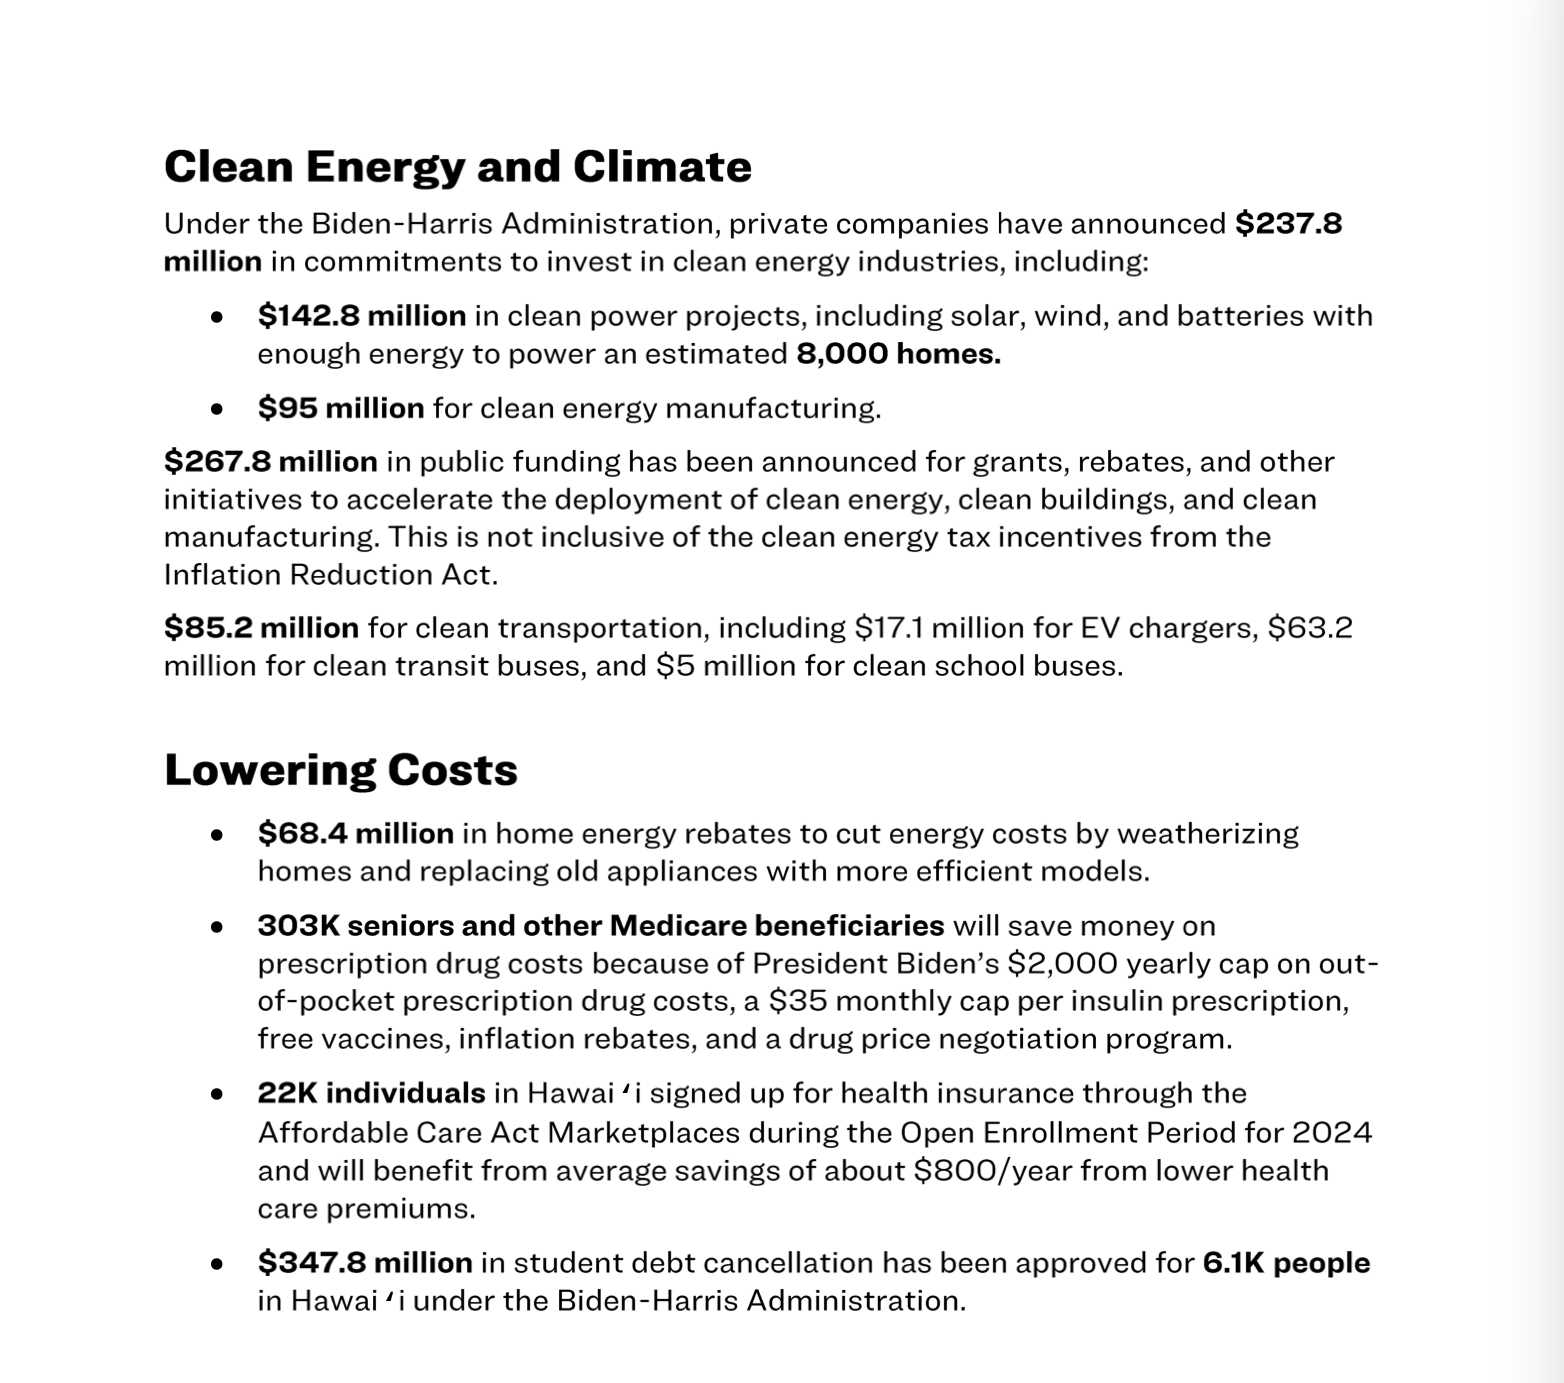 Clean Energy and Climate
Under the Biden-Harris Administration, private companies have announced $237.8
million in commitments to invest in clean energy industries, including:
• $142.8 million in clean power projects, including solar, wind, and batteries with
enough energy to power an estimated 8,000 homes.
• $95 million for clean energy manufacturing.
$267.8 million in public funding has been announced for grants, rebates, and other
initiatives to accelerate the deployment of clean energy, clean buildings, and clean
manufacturing. This is not inclusive of the clean energy tax incentives from the
Inflation Reduction Act.
$85.2 million for clean transportation, including $17.1 million for EV chargers, $63.2
million for clean transit buses, and $5 million for clean school buses.
Lowering Costs
• $68.4 million in home energy rebates to cut energy costs by weatherizing
homes and replacing old appliances with more efficient models.
• 303K seniors and other Medicare beneficiaries will save money on
prescription drug costs because of President Biden’s $2,000 yearly cap on out-
of-pocket prescription drug costs, a $35 monthly cap per insulin prescription,
free vaccines, inflation rebates, and a drug price negotiation program.
• 22K individuals in Hawai ʻi signed up for health insurance through the
Affordable Care Act Marketplaces during the Open Enrollment Period for 2024
and will benefit from average savings of about $800/year from lower health
care premiums.
• $347.8 million in student debt cancellation has been approved for 6.1K people
in Hawai ʻi under the Biden-Harris Administration.